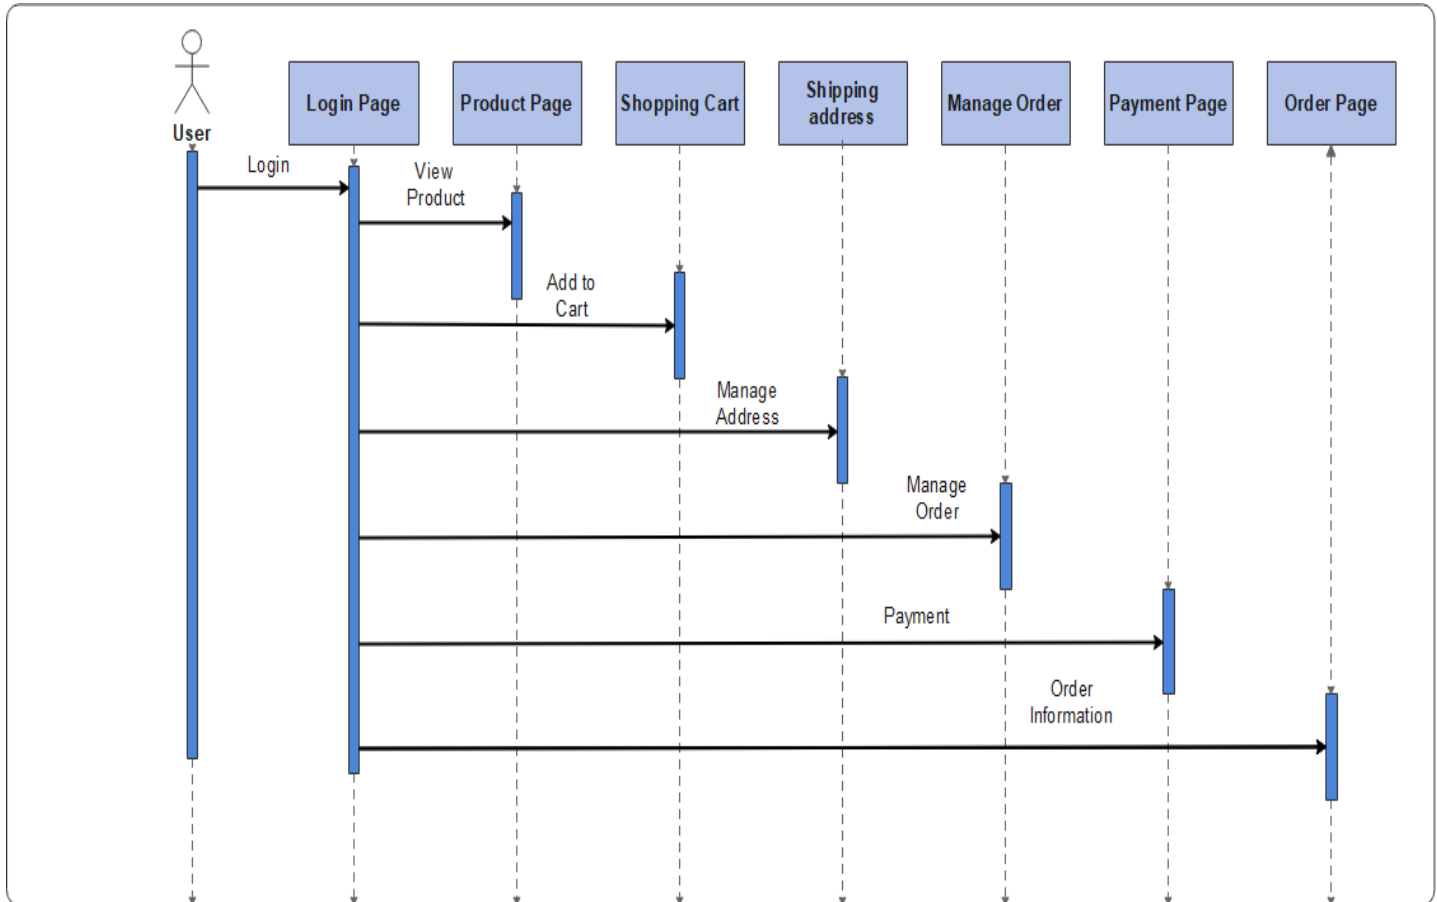 User
Login Page
Product Page
Shopping Cart
Shipping
address
Manage Order
Payment Page
Order Page
Login
View
Product
Add to
Cart
Manage
Address
Manage
Order
Payment
Order
Information